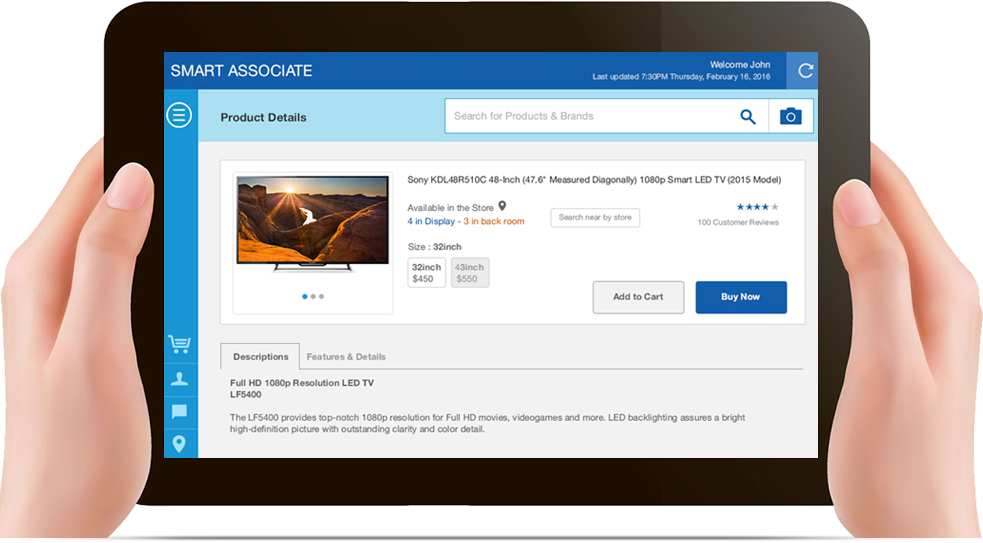 SMART ASSOCIATE
Welcome John
Last updated 7:30PM Thursday, February 16, 2016
Product Details
Search for Products & Brands
Sony KDL48R510C 48-Inch (47.6" Measured Diagonally) 1080p Smart LED TV (2015 Model)
Available in the Store
4 in Display - 3 in back room
Search near by store
100 Customer Reviews
Size : 32inch
32inch
$450
43inch
$550
Add to Cart
Buy Now
Descriptions
Features & Details
Full HD 1080p Resolution LED TV
LF5400
The LF5400 provides top-notch 1080p resolution for Full HD movies, videogames and more. LED backlighting assures a bright
high-definition picture with outstanding clarity and color detail.